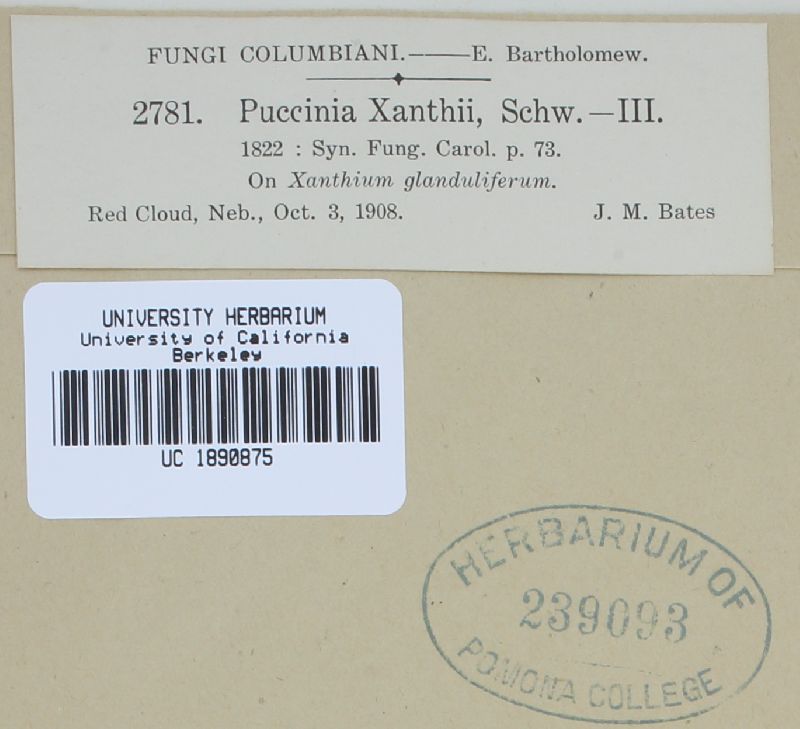 FUNGI COLUMBIANI.——E. Bartholomew.
2781. Puccinia Xanthii, Schw.—III.
1822 : Syn. Fung. Carol. p. 73.
On Xanthium glanduliferum.
Red Cloud, Neb., Oct. 3, 1908. J. M. Bates
UNIVERSITY HERBARIUM
University of California
Berkeley
UC 1890875
HERBARIUM OF
239093
POMONA COLLEGE